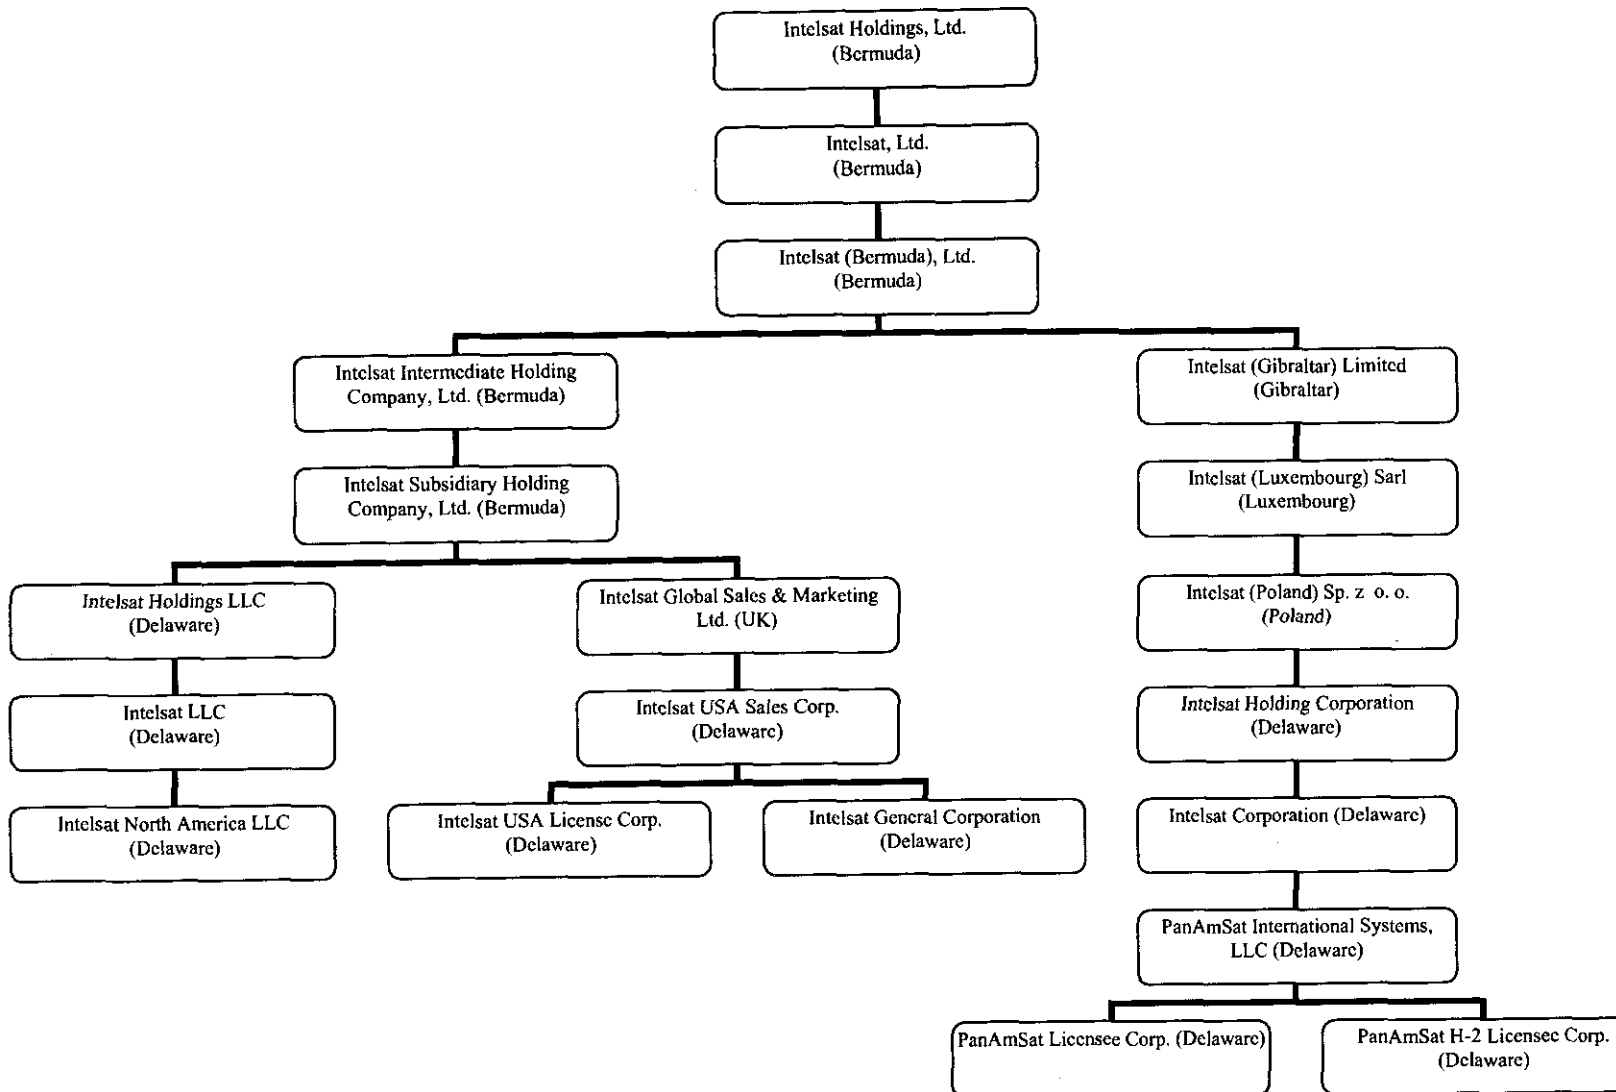 Intelsat Holdings, Ltd.
(Bermuda)
Intelsat, Ltd.
(Bermuda)
Intelsat (Bermuda), Ltd.
(Bermuda)
Intelsat Intermediate Holding
Company, Ltd. (Bermuda)
Intelsat (Gibraltar) Limited
(Gibraltar)
Intelsat Subsidiary Holding
Company, Ltd. (Bermuda)
Intelsat (Luxembourg) Sarl
(Luxembourg)
Intelsat Holdings LLC
(Delaware)
Intelsat Global Sales & Marketing
Ltd. (UK)
Intelsat (Poland) Sp. z o. o.
(Poland)
Intelsat LLC
(Delaware)
Intelsat USA Sales Corp.
(Delaware)
Intelsat Holding Corporation
(Delaware)
Intelsat North America LLC
(Delaware)
Intelsat USA License Corp.
(Delaware)
Intelsat General Corporation
(Delaware)
Intelsat Corporation (Delaware)
PanAmSat International Systems,
LLC (Delaware)
PanAmSat Licensee Corp. (Delaware)
PanAmSat H-2 Licensee Corp.
(Delaware)